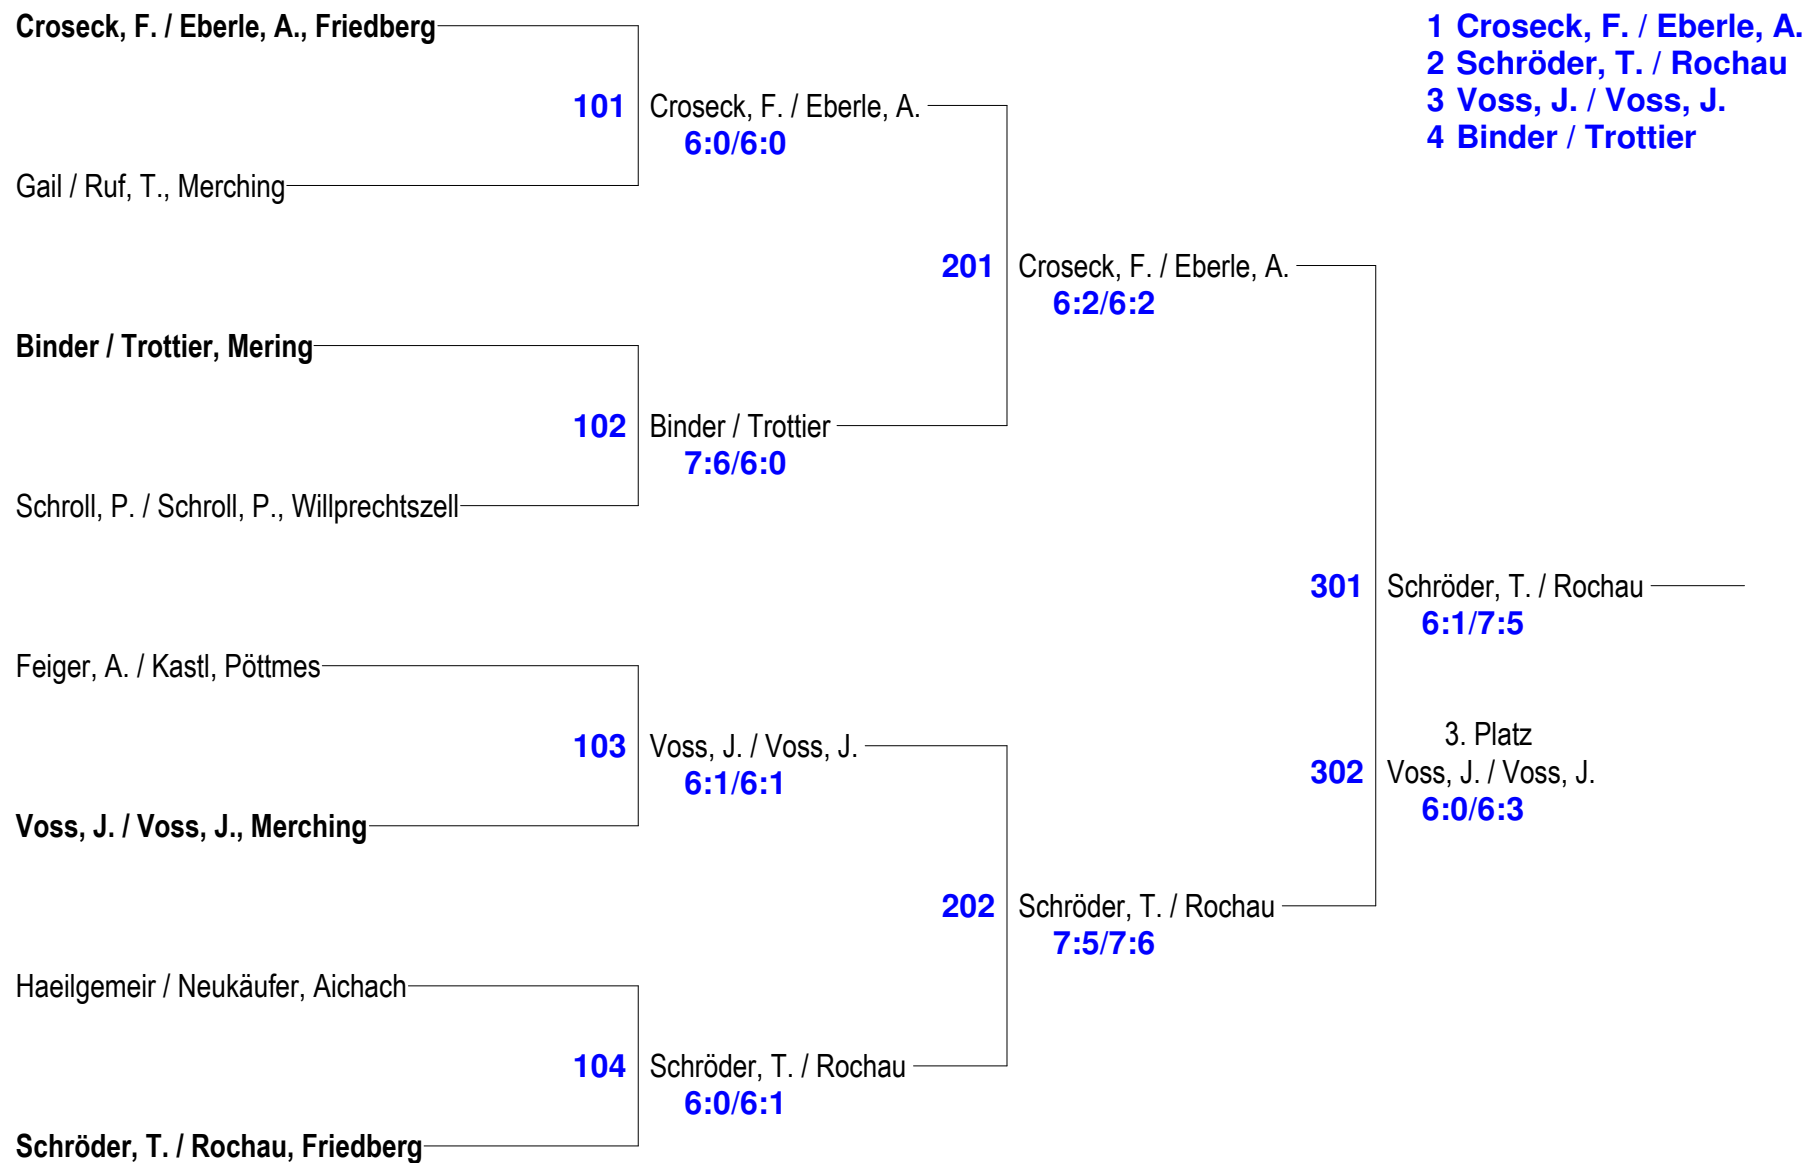 Croseck, F. / Eberle, A., Friedberg
1 Croseck, F. / Eberle, A.
2 Schröder, T. / Rochau
3 Voss, J. / Voss, J.
4 Binder / Trottier
101 Croseck, F. / Eberle, A.
6:0/6:0
Gail / Ruf, T., Merching
201 Croseck, F. / Eberle, A.
6:2/6:2
Binder / Trottier, Mering
102 Binder / Trottier
7:6/6:0
Schroll, P. / Schroll, P., Willprechtszell
301 Schröder, T. / Rochau
6:1/7:5
Feiger, A. / Kastl, Pöttmes
103 Voss, J. / Voss, J.
6:1/6:1
3. Platz
302 Voss, J. / Voss, J.
6:0/6:3
Voss, J. / Voss, J., Merching
202 Schröder, T. / Rochau
7:5/7:6
Haeilgemeir / Neukäufer, Aichach
104 Schröder, T. / Rochau
6:0/6:1
Schröder, T. / Rochau, Friedberg